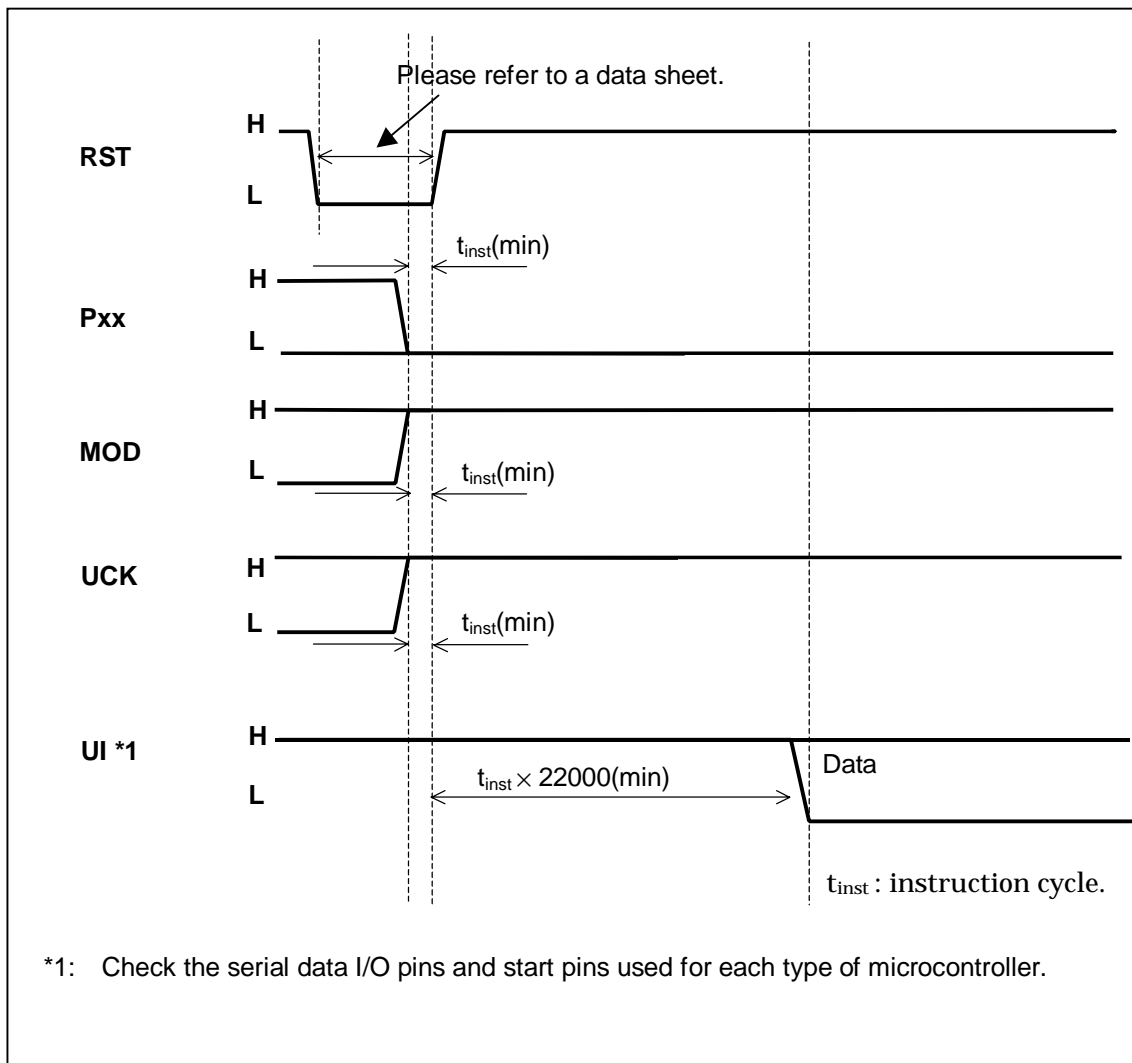 Please refer to a data sheet.
H
RST
L
tinst(min)
H
Pxx
L
H
MOD
L
tinst(min)
H
UCK
L
tinst(min)
H
UI *1
Data
tinst × 22000(min)
L
tinst : instruction cycle.
*1: Check the serial data I/O pins and start pins used for each type of microcontroller.